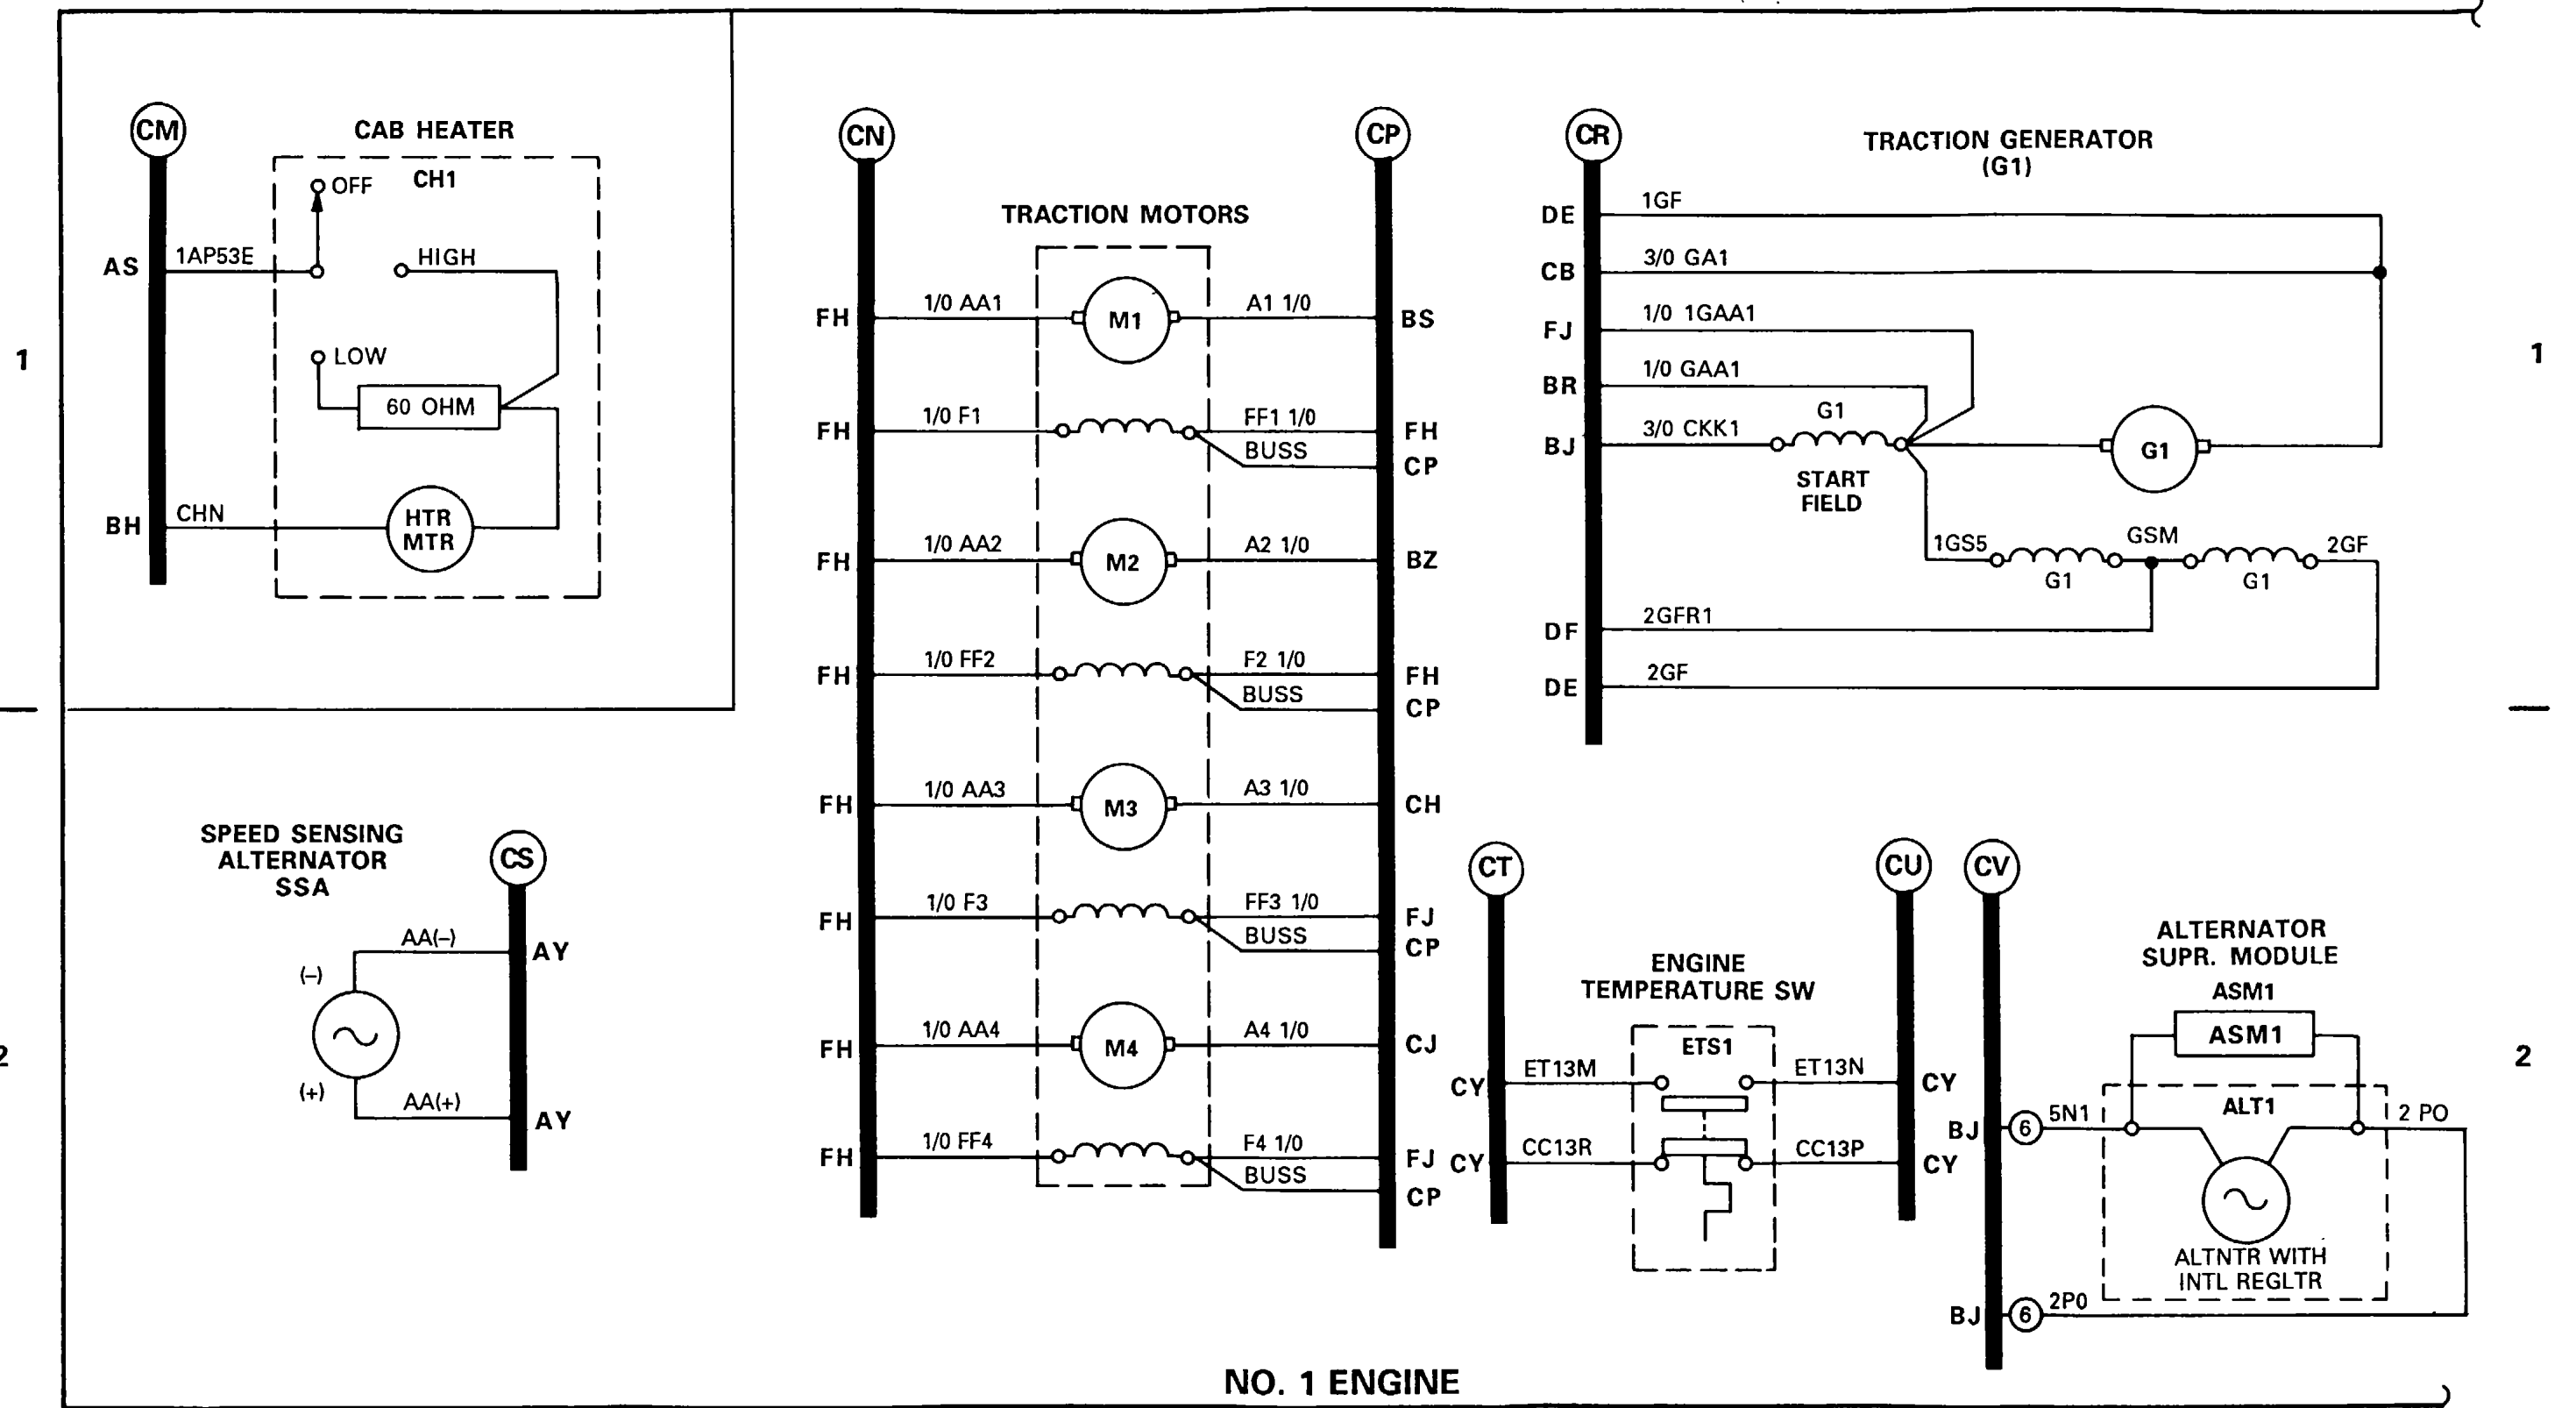 CM
CAB HEATER
CH1
OFF
AS
1AP53E
HIGH
LOW
60 OHM
BH
CHN
HTR
MTR
1
CN
CP
TRACTION MOTORS
FH
1/0 AA1
M1
A1 1/0
BS
FH
1/0 F1
FF1 1/0
FH
BUSS
CP
FH
1/0 AA2
M2
A2 1/0
BZ
FH
1/0 FF2
F2 1/0
FH
BUSS
CP
FH
1/0 AA3
M3
A3 1/0
CH
FH
1/0 F3
FF3 1/0
FJ
BUSS
CP
FH
1/0 AA4
M4
A4 1/0
CJ
FH
1/0 FF4
F4 1/0
FJ
BUSS
CP
CR
TRACTION GENERATOR
(G1)
DE
1GF
CB
3/0 GA1
FJ
1/0 1GAA1
BR
1/0 GAA1
BJ
3/0 CKK1
G1
START
FIELD
G1
1GS5
GSM
2GF
G1
G1
DF
2GFR1
DE
2GF
1
SPEED SENSING
ALTERNATOR
SSA
CS
AA(–)
AY
(–)
(+)
AA(+)
AY
2
CT
CU
ENGINE
TEMPERATURE SW
ETS1
CY
ET13M
ET13N
CY
CY
CC13R
CC13P
CY
CV
ALTERNATOR
SUPR. MODULE
ASM1
ASM1
ALT1
BJ
6
5N1
2 PO
ALTNTR WITH
INTL REGLTR
BJ
6
2P0
2
NO. 1 ENGINE